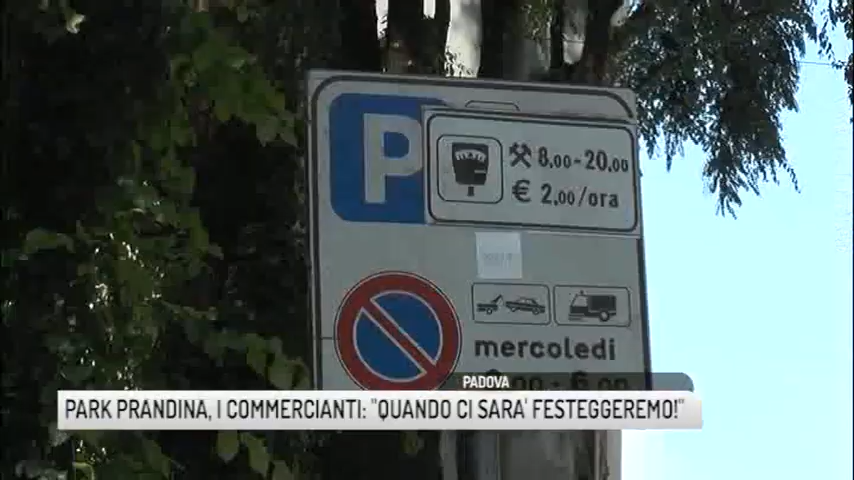 P
8,00-20,00
€ 2,00/ora
mercoledì
PADOVA
PARK PRANDINA, I COMMERCIANTI: "QUANDO CI SARA' FESTEGGEREMO!"